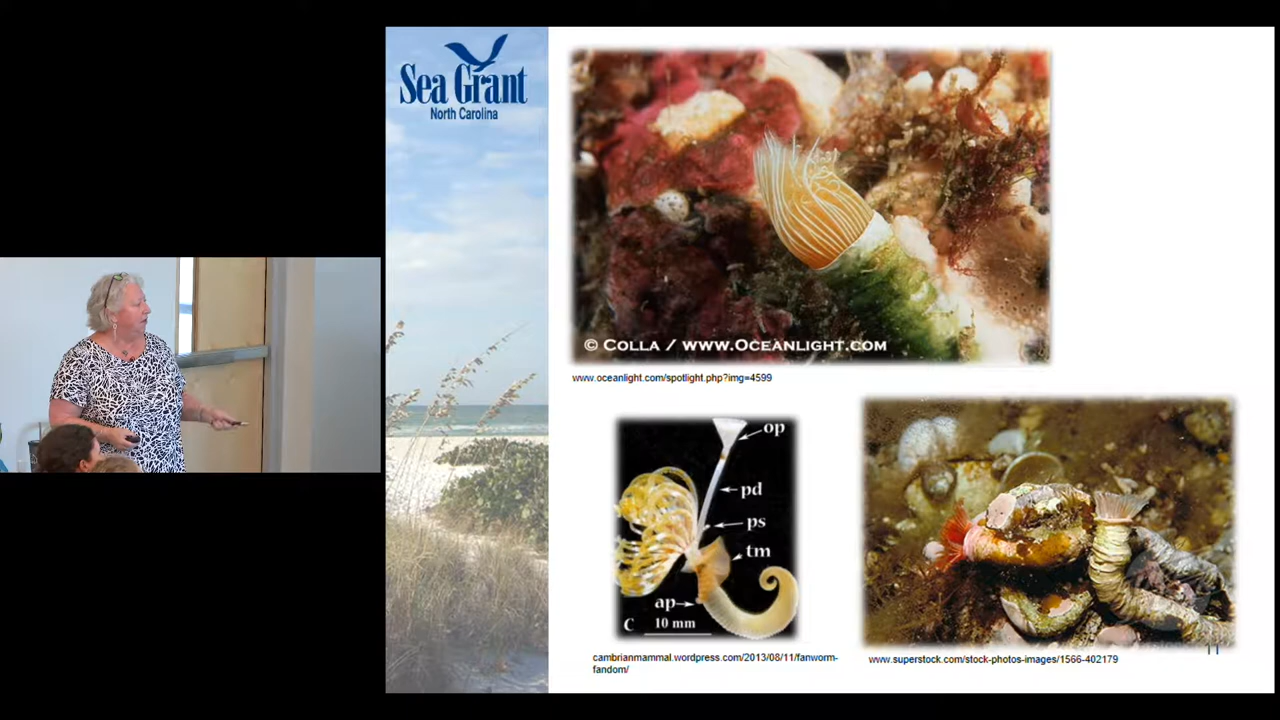 Sea Grant
North Carolina
© COLLA / WWW.OCEANLIGHT.COM
www.oceanlight.com/spotlight.php?img=4599
op
pd
ps
tm
ap
C 10 mm
cambrianmammal.wordpress.com/2013/08/11/fanworm-
fandom/
www.superstock.com/stock-photos-images/1566-402179
11